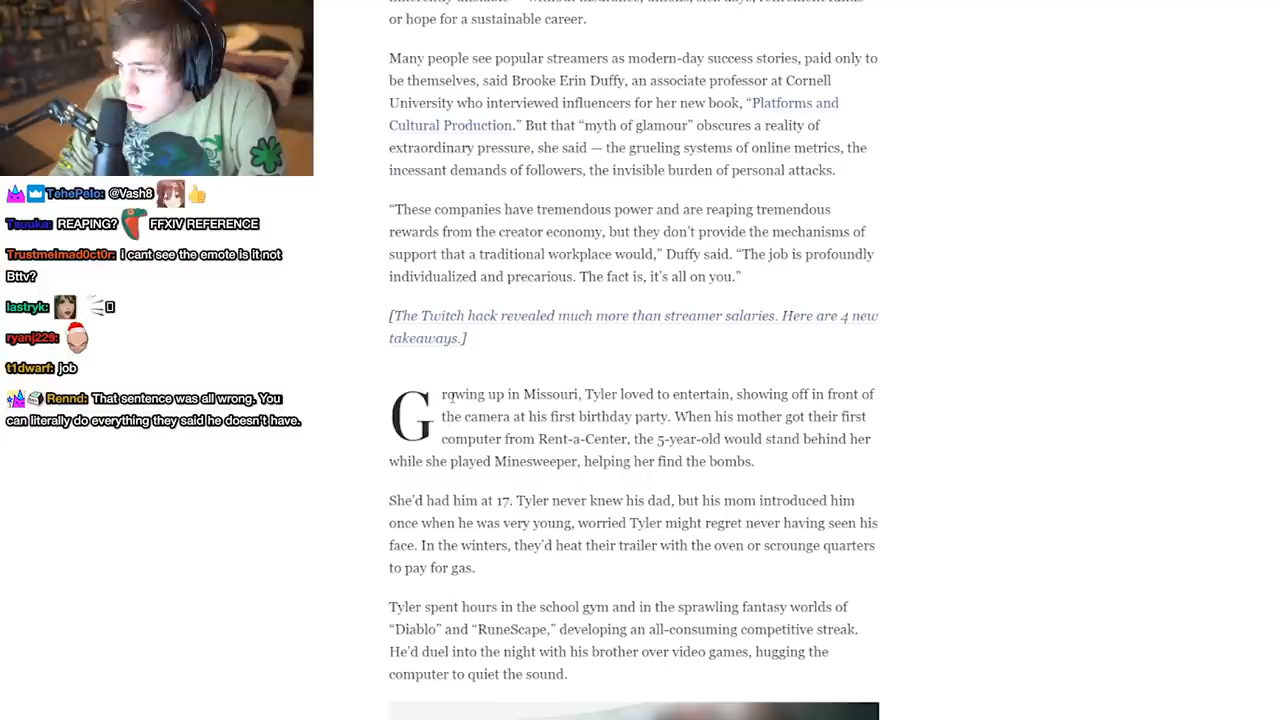 or hope for a sustainable career.
Many people see popular streamers as modern-day success stories, paid only to
be themselves, said Brooke Erin Duffy, an associate professor at Cornell
University who interviewed influencers for her new book, “Platforms and
Cultural Production.” But that “myth of glamour” obscures a reality of
extraordinary pressure, she said — the grueling systems of online metrics, the
incessant demands of followers, the invisible burden of personal attacks.
“These companies have tremendous power and are reaping tremendous
rewards from the creator economy, but they don’t provide the mechanisms of
support that a traditional workplace would,” Duffy said. “The job is profoundly
individualized and precarious. The fact is, it’s all on you.”
[The Twitch hack revealed much more than streamer salaries. Here are 4 new
takeaways.]
Growing up in Missouri, Tyler loved to entertain, showing off in front of
the camera at his first birthday party. When his mother got their first
computer from Rent-a-Center, the 5-year-old would stand behind her
while she played Minesweeper, helping her find the bombs.
She’d had him at 17. Tyler never knew his dad, but his mom introduced him
once when he was very young, worried Tyler might regret never having seen his
face. In the winters, they’d heat their trailer with the oven or scrounge quarters
to pay for gas.
Tyler spent hours in the school gym and in the sprawling fantasy worlds of
“Diablo” and “RuneScape,” developing an all-consuming competitive streak.
He’d duel into the night with his brother over video games, hugging the
computer to quiet the sound.
TehePelo: @Vash8
Tsuuka: REAPING? FFXIV REFERENCE
Trustmeimad0ct0r: i cant see the emote is it not
Bttv?
lastryk:
ryanj229:
t1dwarf: job
Rennd: That sentence was all wrong. You
can literally do everything they said he doesn't have.